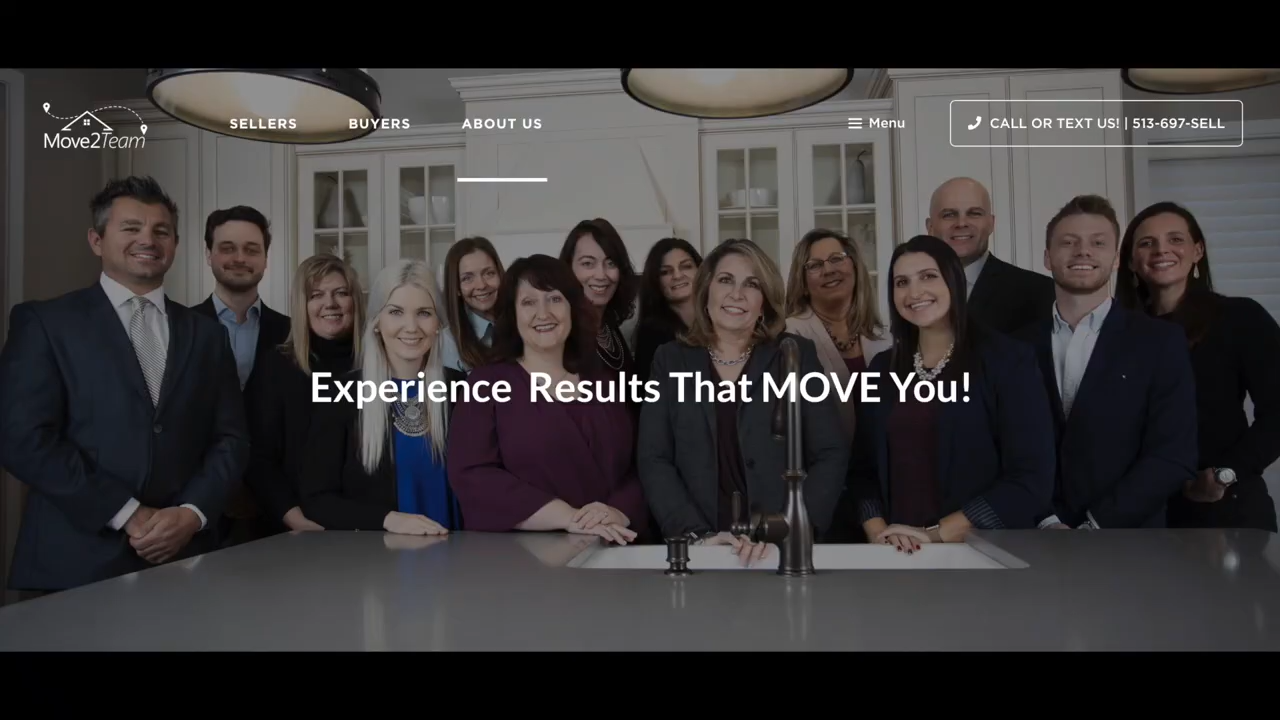 Move2Team
SELLERS
BUYERS
ABOUT US
Menu
CALL OR TEXT US! | 513-697-SELL
Experience Results That MOVE You!